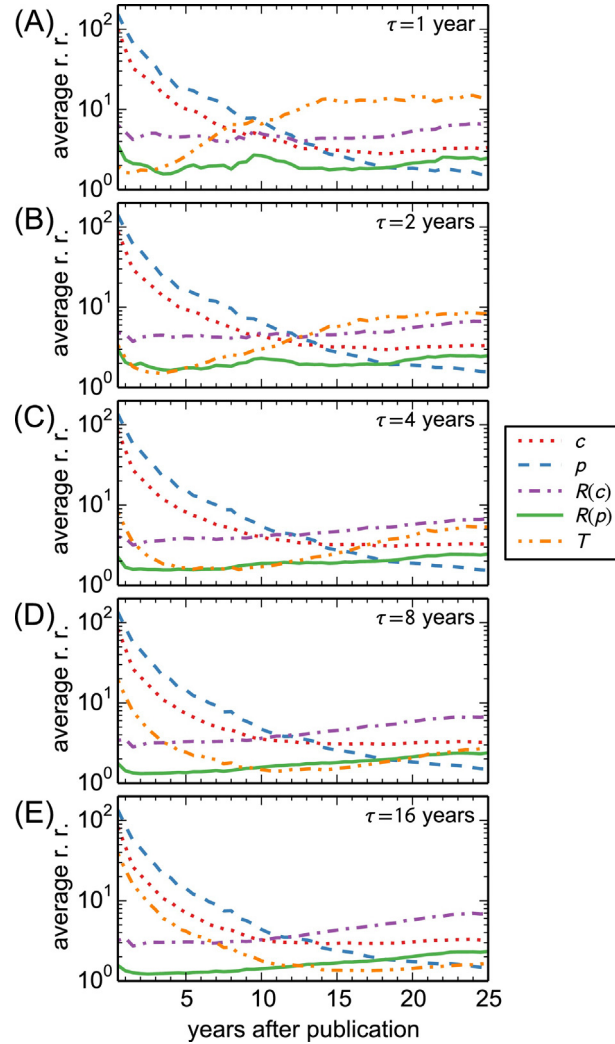 (A)
τ=1 year
average r. r.
10²
10¹
10⁰
(B)
τ=2 years
average r. r.
10²
10¹
10⁰
(C)
τ=4 years
average r. r.
10²
10¹
10⁰
c
p
R(c)
R(p)
T
(D)
τ=8 years
average r. r.
10²
10¹
10⁰
(E)
τ=16 years
average r. r.
10²
10¹
10⁰
5 10 15 20 25
years after publication